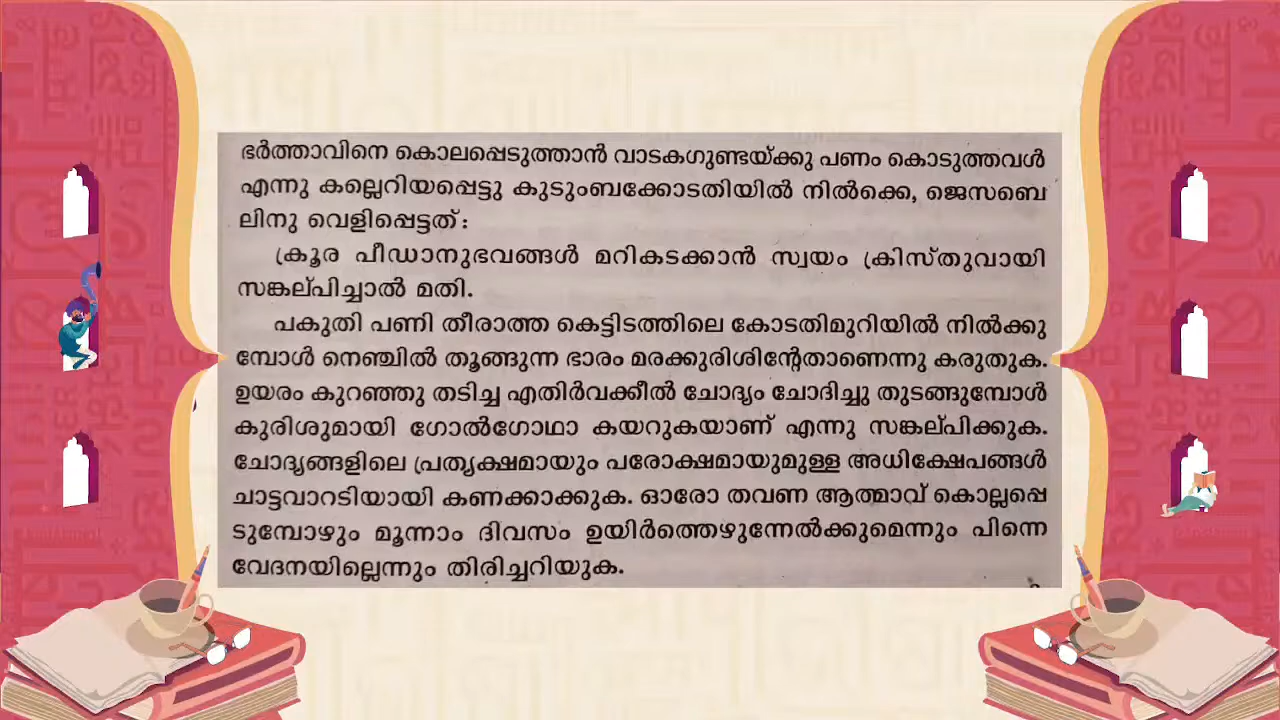 ഭർത്താവിനെ കൊലപ്പെടുത്താൻ വാടകഗുണ്ടയ്ക്കു പണം കൊടുത്തവൾ
എന്നു കല്ലെറിയപ്പെട്ടു കുടുംബക്കോടതിയിൽ നിൽക്കെ, ജെസബെ
ലിനു വെളിപ്പെട്ടത്:
ക്രൂര പീഡാനുഭവങ്ങൾ മറികടക്കാൻ സ്വയം ക്രിസ്തുവായി
സങ്കല്പിച്ചാൽ മതി.
പകുതി പണി തീരാത്ത കെട്ടിടത്തിലെ കോടതിമുറിയിൽ നിൽക്കു
മ്പോൾ നെഞ്ചിൽ തൂങ്ങുന്ന ഭാരം മരക്കുരിശിന്റേതാണെന്നു കരുതുക.
ഉയരം കുറഞ്ഞു തടിച്ച എതിർവക്കീൽ ചോദ്യം ചോദിച്ചു തുടങ്ങുമ്പോൾ
കുരിശുമായി ഗോൽഗോഥാ കയറുകയാണ് എന്നു സങ്കല്പിക്കുക.
ചോദ്യങ്ങളിലെ പ്രത്യക്ഷമായും പരോക്ഷമായുമുള്ള അധിക്ഷേപങ്ങൾ
ചാട്ടവാറടിയായി കണക്കാക്കുക. ഓരോ തവണ ആത്മാവ് കൊല്ലപ്പെ
ടുമ്പോഴും മൂന്നാം ദിവസം ഉയിർത്തെഴുന്നേൽക്കുമെന്നും പിന്നെ
വേദനയില്ലെന്നും തിരിച്ചറിയുക.